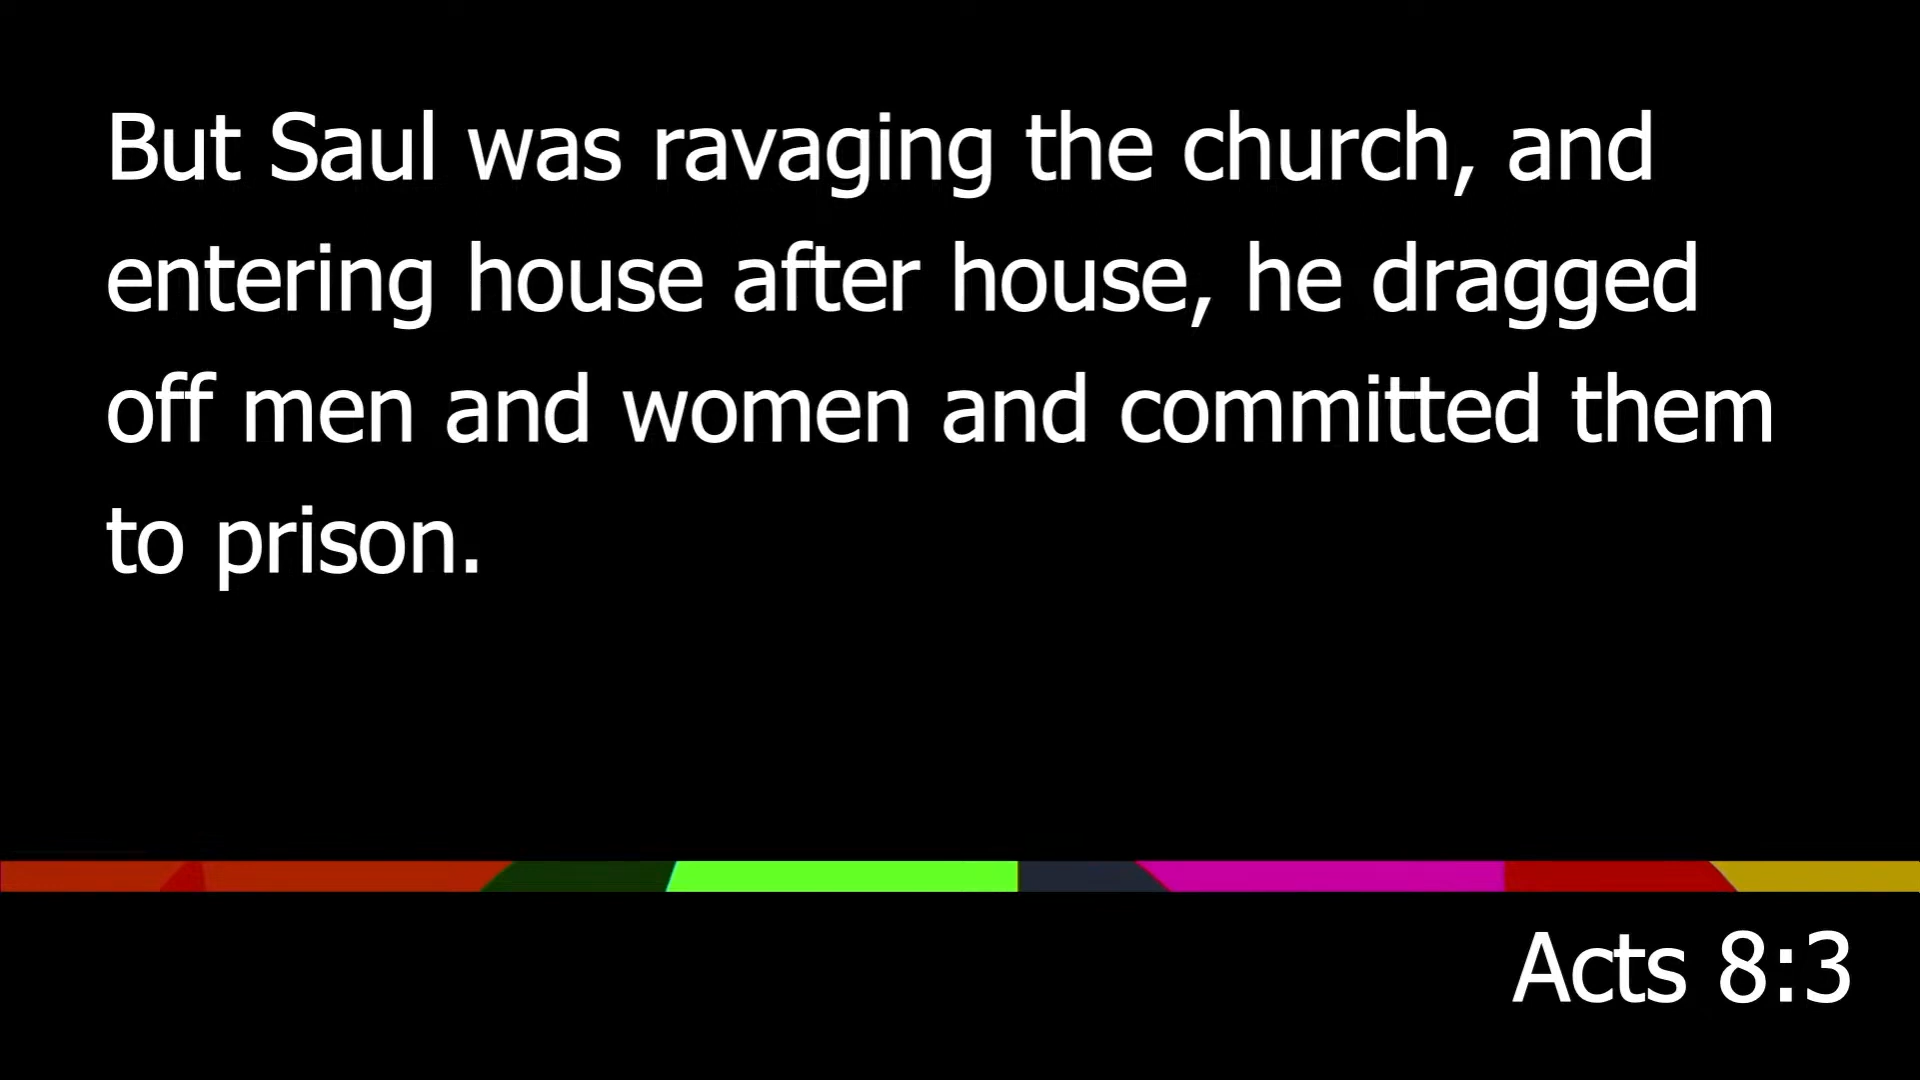 But Saul was ravaging the church, and
entering house after house, he dragged
off men and women and committed them
to prison.
Acts 8:3